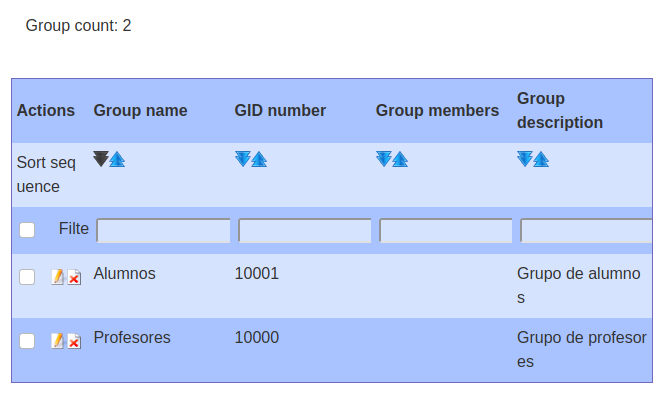 Group count: 2
Actions Group name GID number Group members Group
description
Sort seq
uence
Filte
Alumnos 10001 Grupo de alumno
s
Profesores 10000 Grupo de profesor
es